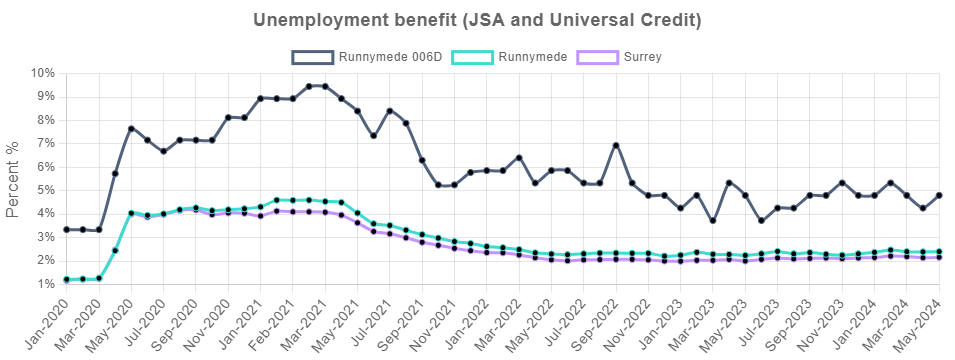 Unemployment benefit (JSA and Universal Credit)
Runnymede 006D Runnymede Surrey
10%
9%
8%
7%
6%
5%
4%
3%
2%
1%
Percent %
Jan-2020 Mar-2020 May-2020 Jul-2020 Sep-2020 Nov-2020 Jan-2021 Feb-2021 Mar-2021 May-2021 Jul-2021 Sep-2021 Nov-2021 Jan-2022 Mar-2022 May-2022 Jul-2022 Sep-2022 Nov-2022 Jan-2023 Mar-2023 May-2023 Jul-2023 Sep-2023 Nov-2023 Jan-2024 Mar-2024 May-2024